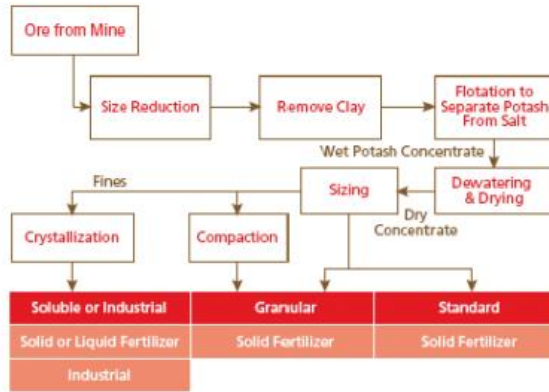 Ore from Mine
Size Reduction
Remove Clay
Flotation to
Separate Potash
From Salt
Wet Potash Concentrate
Fines
Sizing
Dewatering
& Drying
Dry
Concentrate
Crystallization
Compaction
Soluble or Industrial
Granular
Standard
Solid or Liquid Fertilizer
Solid Fertilizer
Solid Fertilizer
Industrial